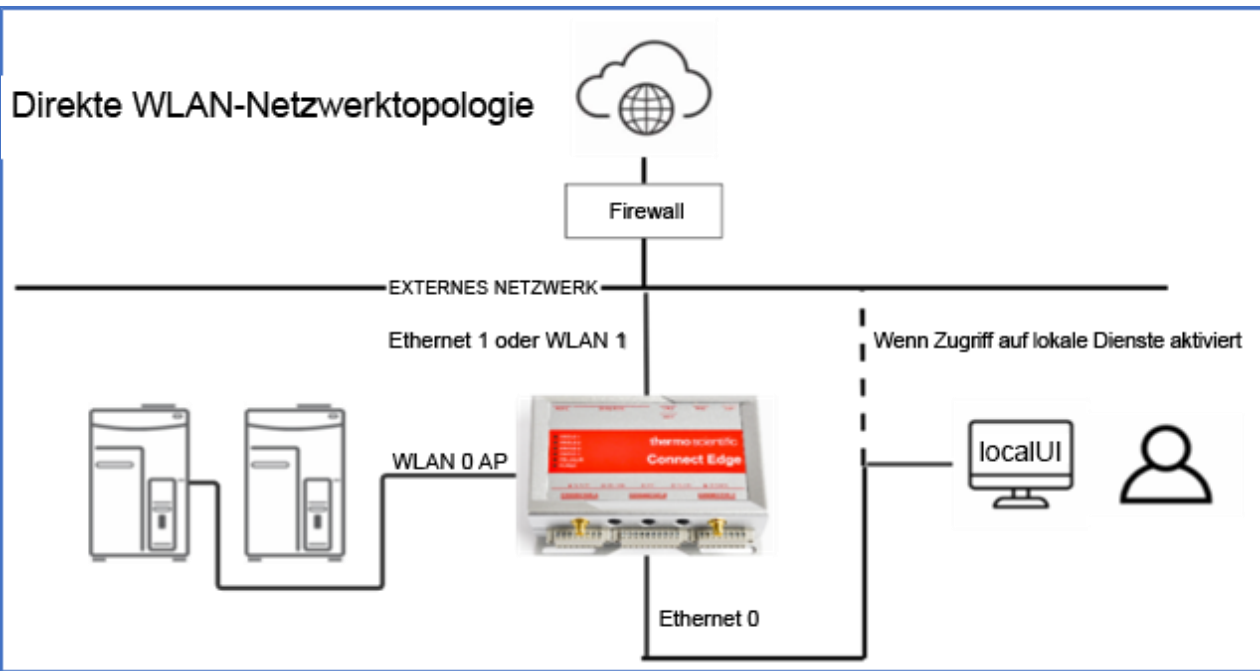 Direkte WLAN-Netzwerktopologie
Firewall
EXTERNES NETZWERK
Ethernet 1 oder WLAN 1
Wenn Zugriff auf lokale Dienste aktiviert
thermo scientific
Connect Edge
WLAN 0 AP
localUI
Ethernet 0